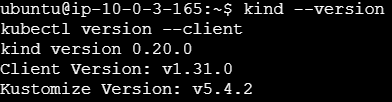 ubuntu@ip-10-0-3-165:~$ kind --version
kubectl version --client
kind version 0.20.0
Client Version: v1.31.0
Kustomize Version: v5.4.2